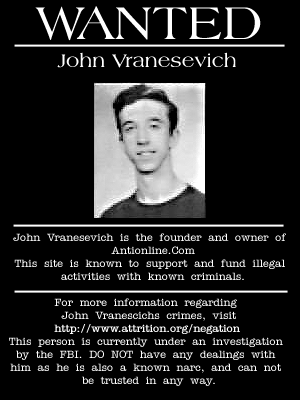 WANTED
John Vranesevich
John Vranesevich is the founder and owner of
Antionline.Com
This site is known to support and fund illegal
activities with known criminals.
For more information regarding
John Vranescichs crimes, visit
http://www.attrition.org/negation
This person is currently under an investigation
by the FBI. DO NOT have any dealings with
him as he is also a known narc, and can not
be trusted in any way.